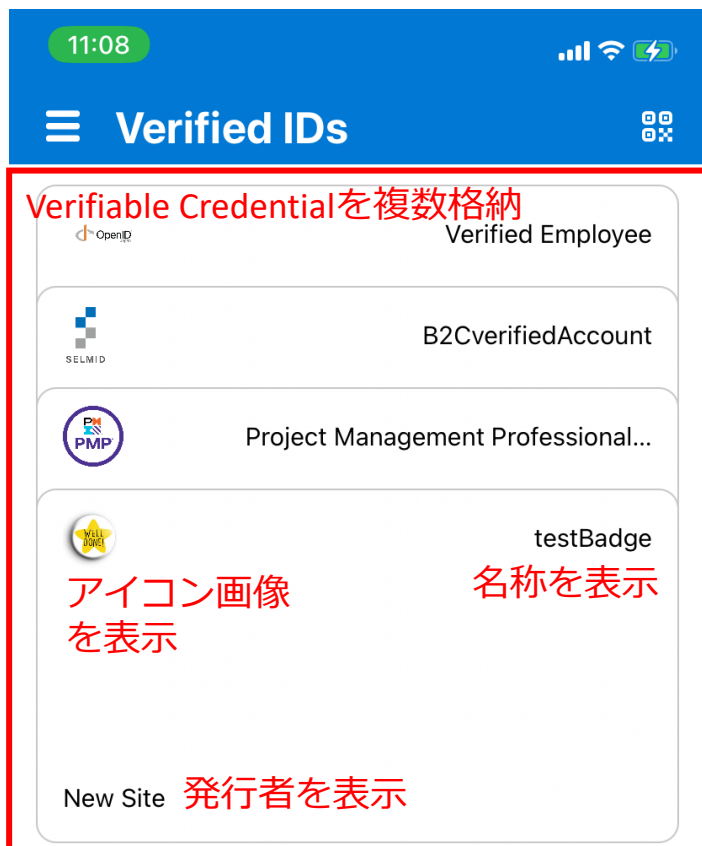 11:08
Verified IDs
Verifiable Credentialを複数格納
OpenID
Verified Employee
SELMID
B2CverifiedAccount
PMP
Project Management Professional...
WELL
DONE!
testBadge
アイコン画像
を表示
名称を表示
New Site 発行者を表示